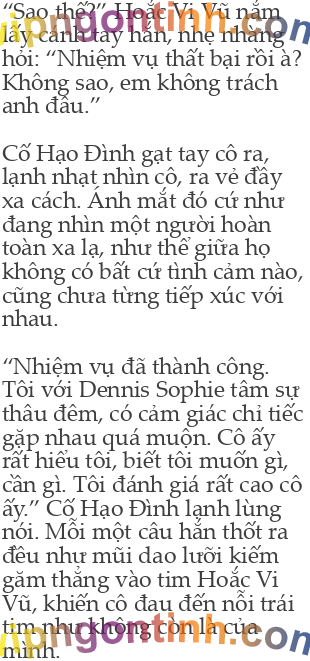 “Sao thế?” Hoắc Vi Vũ nắm
lấy cánh tay hắn, nhẹ nhàng
hỏi: “Nhiệm vụ thất bại rồi à?
Không sao, em không trách
anh đâu.”
Cố Hạo Đình gạt tay cô ra,
lạnh nhạt nhìn cô, ra vẻ đầy
xa cách. Ánh mắt đó cứ như
đang nhìn một người hoàn
toàn xa lạ, như thể giữa họ
không có bất cứ tình cảm nào,
cũng chưa từng tiếp xúc với
nhau.
“Nhiệm vụ đã thành công.
Tôi với Dennis Sophie tâm sự
thâu đêm, có cảm giác chỉ tiếc
gặp nhau quá muộn. Cô ấy
rất hiểu tôi, biết tôi muốn gì,
cần gì. Tôi đánh giá rất cao cô
ấy.” Cố Hạo Đình lạnh lùng
nói. Mỗi một câu hắn thốt ra
đều như mũi dao lưỡi kiếm
găm thẳng vào tim Hoắc Vi
Vũ, khiến cô đau đến nỗi trái
tim như không còn là của
mình.
vipngontinh.com
vipngontinh.com